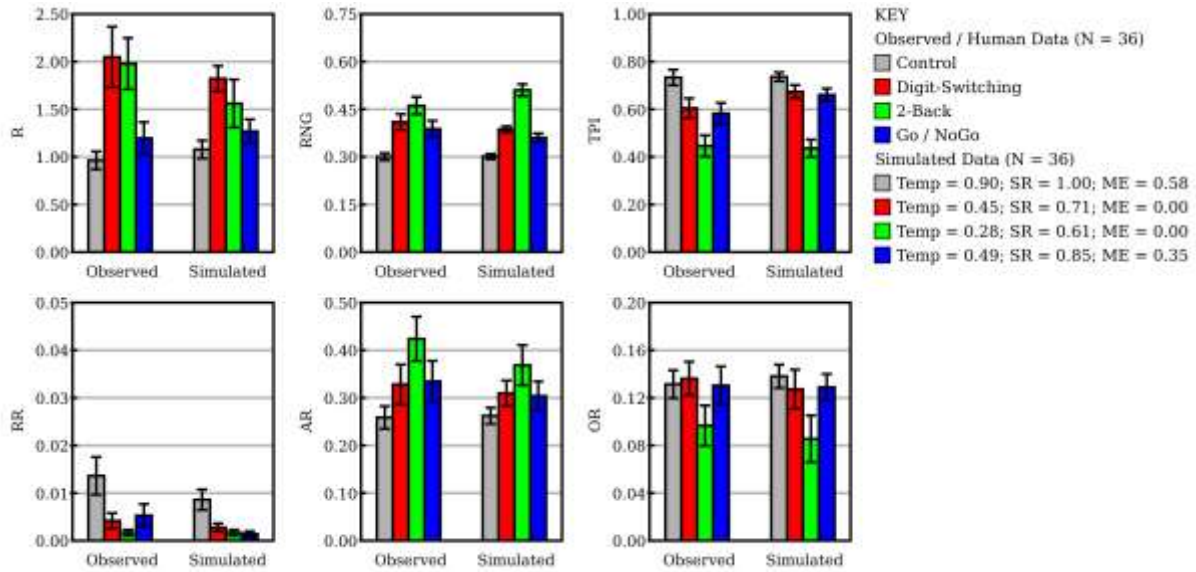 2.50
2.00
1.50
1.00
0.50
0.00
R
Observed Simulated
0.75
0.60
0.45
0.30
0.15
0.00
RNG
Observed Simulated
1.00
0.80
0.60
0.40
0.20
0.00
TPI
Observed Simulated
KEY
Observed / Human Data (N = 36)
Control
Digit-Switching
2-Back
Go / NoGo
Simulated Data (N = 36)
Temp = 0.90; SR = 1.00; ME = 0.58
Temp = 0.45; SR = 0.71; ME = 0.00
Temp = 0.28; SR = 0.61; ME = 0.00
Temp = 0.49; SR = 0.85; ME = 0.35
0.05
0.04
0.03
0.02
0.01
0.00
RR
Observed Simulated
0.50
0.40
0.30
0.20
0.10
0.00
AR
Observed Simulated
0.20
0.16
0.12
0.08
0.04
0.00
OR
Observed Simulated